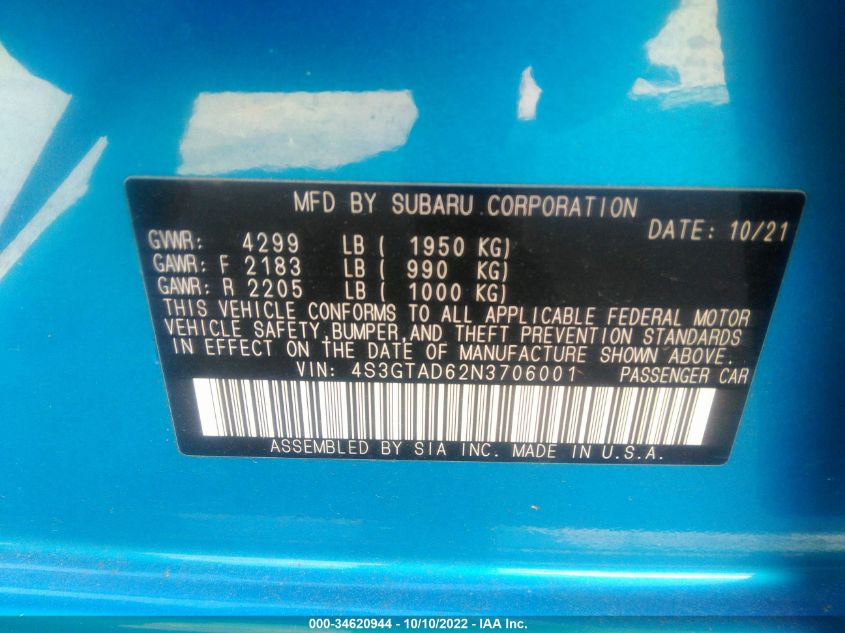 MFD BY SUBARU CORPORATION
DATE: 10/21
GVWR: 4299 LB ( 1950 KG)
GAWR: F 2183 LB ( 990 KG)
GAWR: R 2205 LB ( 1000 KG)
THIS VEHICLE CONFORMS TO ALL APPLICABLE FEDERAL MOTOR
VEHICLE SAFETY, BUMPER, AND THEFT PREVENTION STANDARDS
IN EFFECT ON THE DATE OF MANUFACTURE SHOWN ABOVE.
VIN: 4S3GTAD62N3706001 PASSENGER CAR
ASSEMBLED BY SIA INC. MADE IN U.S.A.
000-34620944 - 10/10/2022 - IAA Inc.